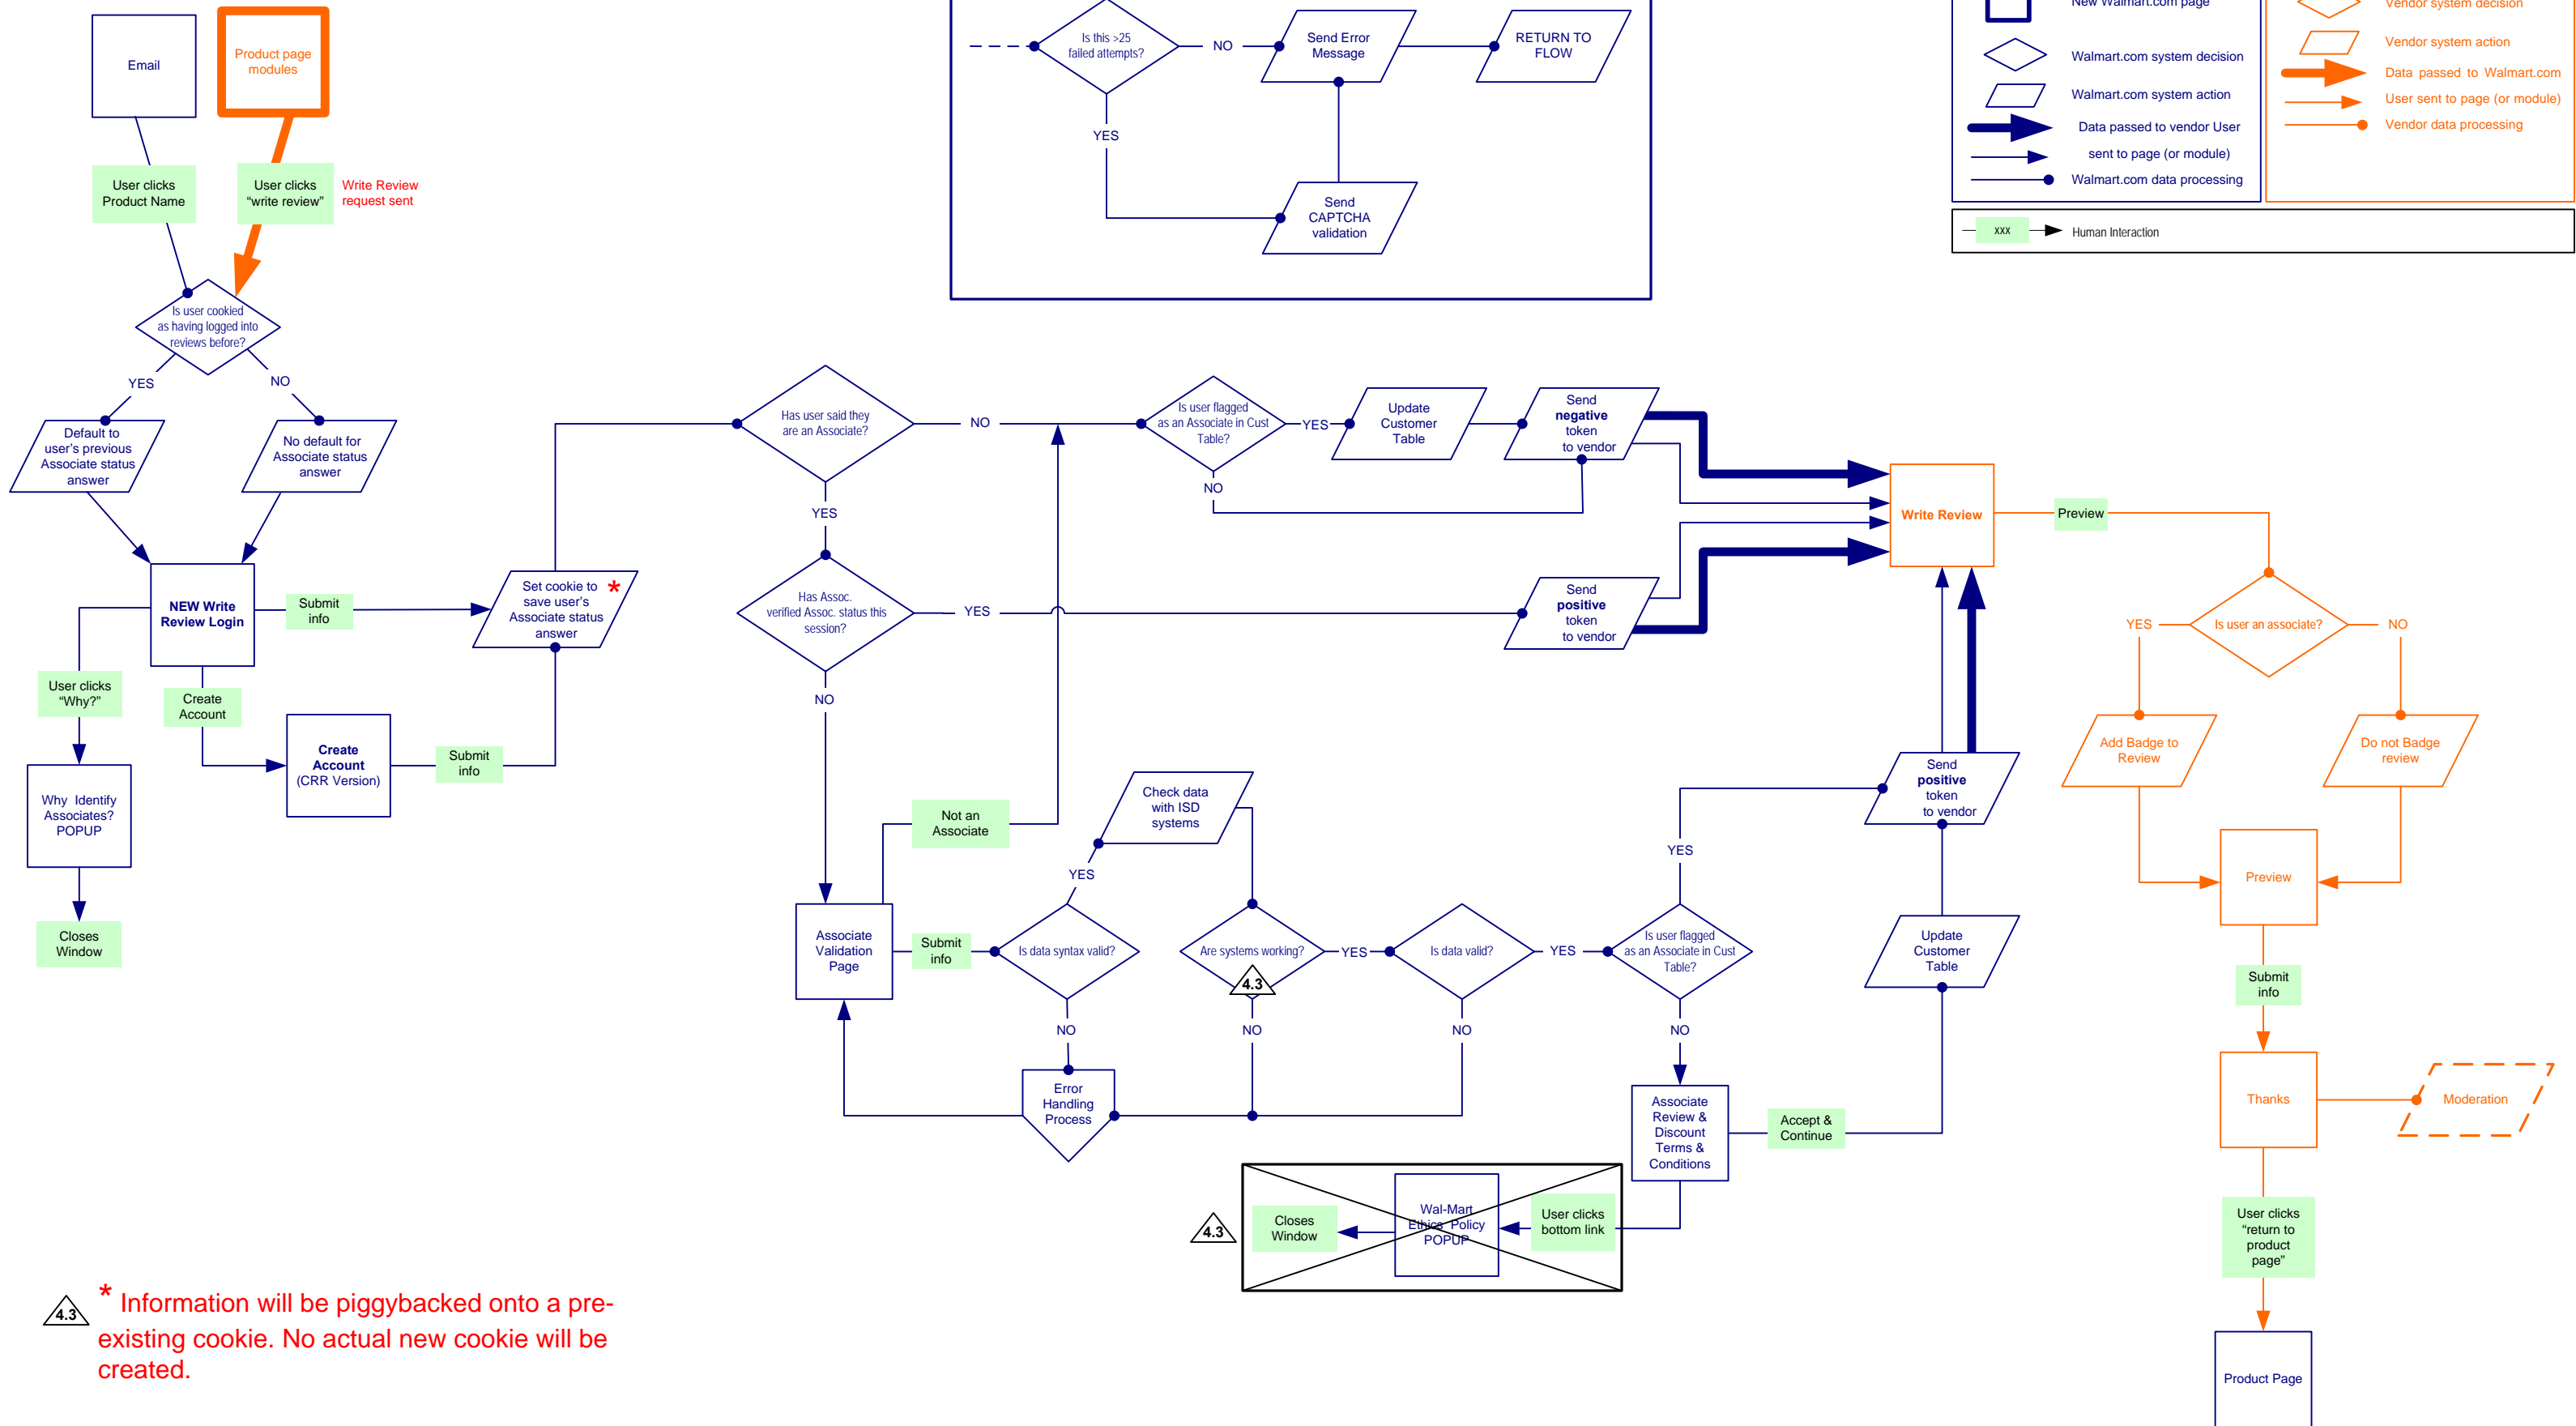 Email
Product page
modules
User clicks
Product Name
User clicks
“write review”
Write Review
request sent
Is user cookied
as having logged into
reviews before?
YES
NO
Default to
user’s previous
Associate status
answer
No default for
Associate status
answer
NEW Write
Review Login
Submit
info
Set cookie to
save user’s
Associate status
answer
*
User clicks
“Why?”
Create
Account
Create
Account
(CRR Version)
Submit
info
Why Identify
Associates?
POPUP
Closes
Window
Is this >25
failed attempts?
NO
Send Error
Message
RETURN TO
FLOW
YES
Send
CAPTCHA
validation
New Walmart.com page
Walmart.com system decision
Walmart.com system action
Data passed to vendor User
sent to page (or module)
Walmart.com data processing
Vendor system decision
Vendor system action
Data passed to Walmart.com
User sent to page (or module)
Vendor data processing
xxx
Human Interaction
Has user said they
are an Associate?
NO
Is user flagged
as an Associate in Cust
Table?
YES
Update
Customer
Table
Send
negative
token
to vendor
NO
YES
Has Assoc.
verified Assoc. status this
session?
YES
Send
positive
token
to vendor
NO
Write Review
Preview
Is user an associate?
YES
NO
Add Badge to
Review
Do not Badge
review
Preview
Submit
info
Thanks
Moderation
User clicks
“return to
product
page”
Product Page
Not an
Associate
Check data
with ISD
systems
YES
Associate
Validation
Page
Submit
info
Is data syntax valid?
Are systems working?
4.3
YES
Is data valid?
YES
Is user flagged
as an Associate in Cust
Table?
YES
Send
positive
token
to vendor
Update
Customer
Table
NO
NO
NO
NO
Error
Handling
Process
Associate
Review &
Discount
Terms &
Conditions
Accept &
Continue
4.3
Closes
Window
Wal-Mart
Ethics Policy
POPUP
User clicks
bottom link
4.3
* Information will be piggybacked onto a pre-
existing cookie. No actual new cookie will be
created.